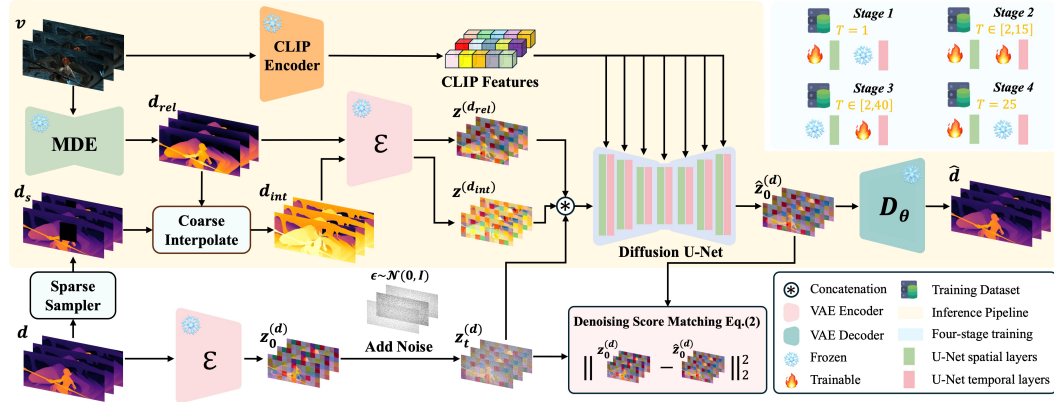 v
CLIP
Encoder
CLIP Features
MDE
d_rel
ε
z^(d_rel)
d_s
d_int
z^(d_int)
Coarse
Interpolate
Diffusion U-Net
ẑ_0^(d)
D_θ
d̂
Stage 1
T = 1
Stage 2
T ∈ [2,15]
Stage 3
T ∈ [2,40]
Stage 4
T = 25
Sparse
Sampler
d
ε
z_0^(d)
ϵ~N(0, I)
Add Noise
z_t^(d)
Denoising Score Matching Eq.(2)
‖ z_0^(d) − ẑ_0^(d) ‖_2^2
Concatenation
VAE Encoder
VAE Decoder
Frozen
Trainable
Training Dataset
Inference Pipeline
Four-stage training
U-Net spatial layers
U-Net temporal layers